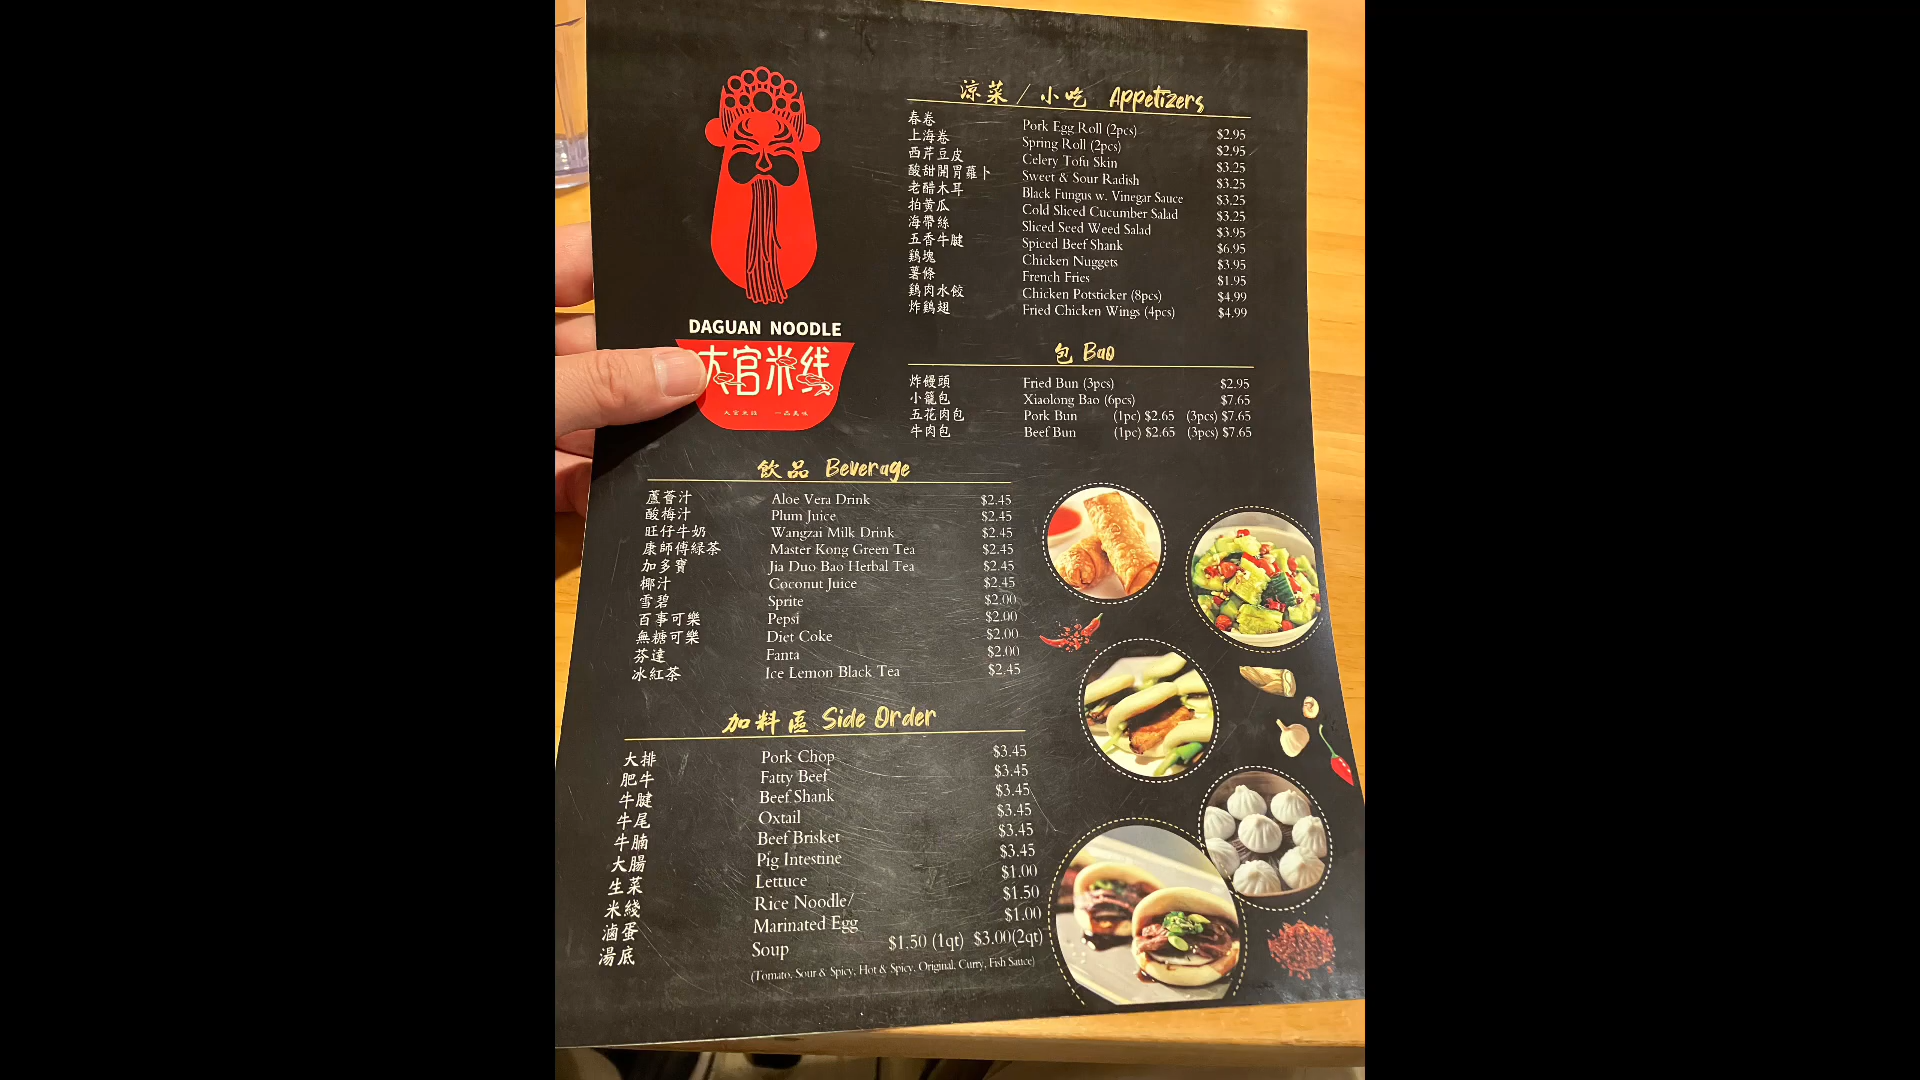 DAGUAN NOODLE
大官米线
涼菜 / 小吃 Appetizers
春卷 Pork Egg Roll (2pcs) $2.95
上海卷 Spring Roll (2pcs) $2.95
西芹豆皮 Celery Tofu Skin $3.25
酸甜開胃蘿卜 Sweet & Sour Radish $3.25
老醋木耳 Black Fungus w. Vinegar Sauce $3.25
拍黄瓜 Cold Sliced Cucumber Salad $3.25
海帶絲 Sliced Seed Weed Salad $3.95
五香牛腱 Spiced Beef Shank $6.95
鷄塊 Chicken Nuggets $3.95
薯條 French Fries $1.95
鷄肉水餃 Chicken Potsticker (8pcs) $4.99
炸鷄翅 Fried Chicken Wings (4pcs) $4.99
包 Bao
炸饅頭 Fried Bun (3pcs) $2.95
小籠包 Xiaolong Bao (6pcs) $7.65
五花肉包 Pork Bun (1pc) $2.65 (3pcs) $7.65
牛肉包 Beef Bun (1pc) $2.65 (3pcs) $7.65
飲品 Beverage
蘆薈汁 Aloe Vera Drink $2.45
酸梅汁 Plum Juice $2.45
旺仔牛奶 Wangzai Milk Drink $2.45
康師傅緑茶 Master Kong Green Tea $2.45
加多寶 Jia Duo Bao Herbal Tea $2.45
椰汁 Coconut Juice $2.45
雪碧 Sprite $2.00
百事可樂 Pepsi $2.00
無糖可樂 Diet Coke $2.00
芬達 Fanta $2.00
冰紅茶 Ice Lemon Black Tea $2.45
加料區 Side Order
大排 Pork Chop $3.45
肥牛 Fatty Beef $3.45
牛腱 Beef Shank $3.45
牛尾 Oxtail $3.45
牛腩 Beef Brisket $3.45
大腸 Pig Intestine $3.45
生菜 Lettuce $1.00
米綫 Rice Noodle/ $1.50
滷蛋 Marinated Egg $1.00
湯底 Soup $1.50 (1qt) $3.00(2qt)
(Tomato, Sour & Spicy, Hot & Spicy, Original, Curry, Fish Sauce)